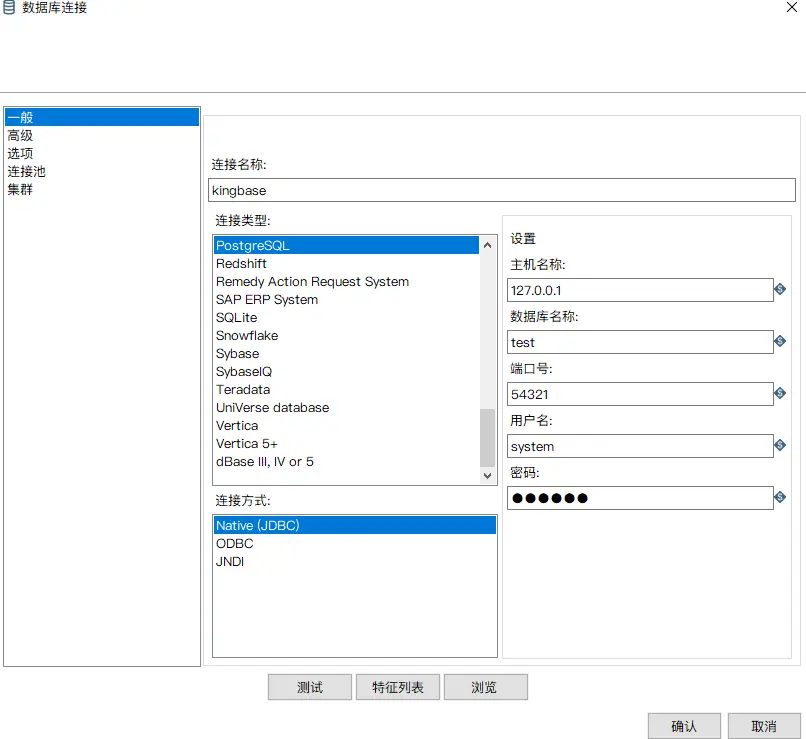 数据库连接
一般
高级
选项
连接池
集群
连接名称:
kingbase
连接类型:
PostgreSQL
Redshift
Remedy Action Request System
SAP ERP System
SQLite
Snowflake
Sybase
SybaseIQ
Teradata
UniVerse database
Vertica
Vertica 5+
dBase III, IV or 5
连接方式:
Native (JDBC)
ODBC
JNDI
设置
主机名称:
127.0.0.1
数据库名称:
test
端口号:
54321
用户名:
system
密码:
●●●●●●
测试
特征列表
浏览
确认
取消